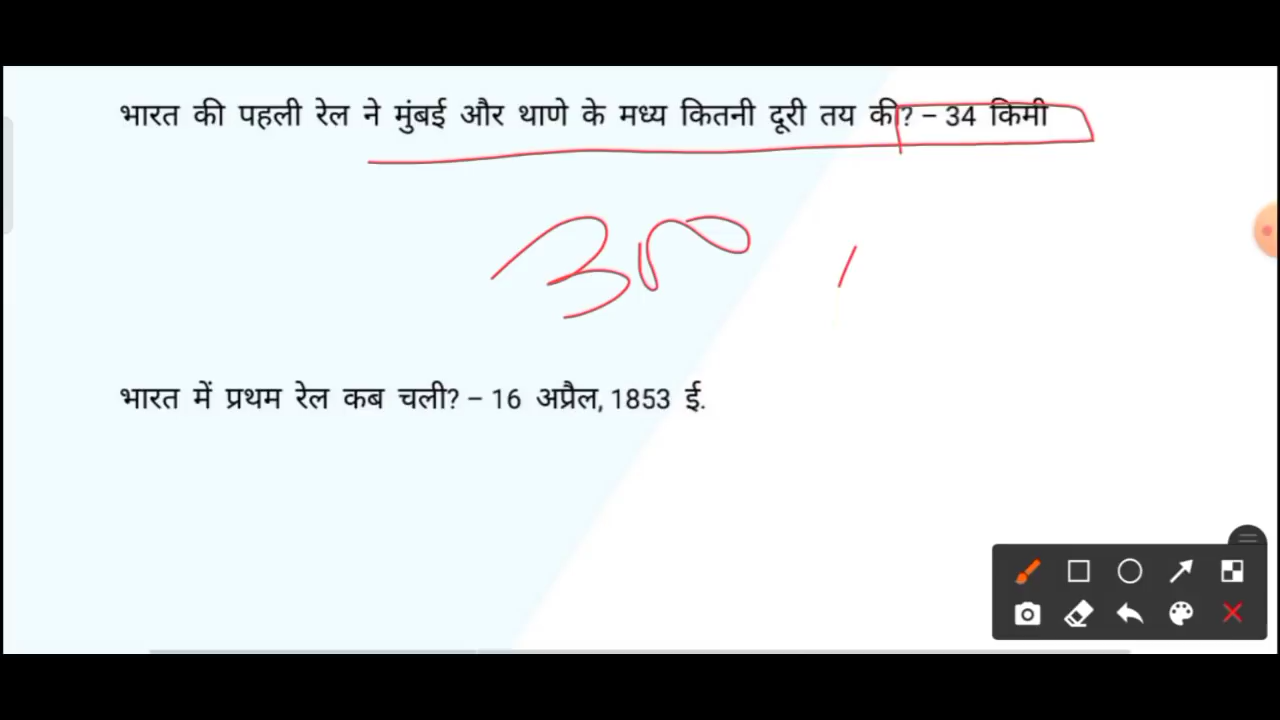 भारत की पहली रेल ने मुंबई और थाणे के मध्य कितनी दूरी तय की? – 34 किमी
भारत में प्रथम रेल कब चली? – 16 अप्रैल, 1853 ई.